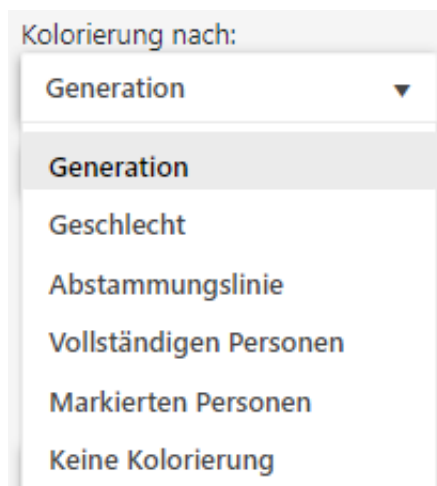 Kolorierung nach:
Generation
Generation
Geschlecht
Abstammungslinie
Vollständigen Personen
Markierten Personen
Keine Kolorierung